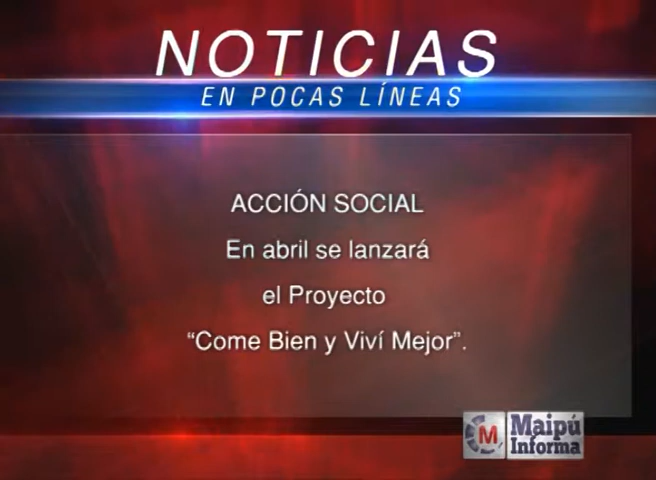 NOTICIAS
EN POCAS LÍNEAS
ACCIÓN SOCIAL
En abril se lanzará
el Proyecto
“Come Bien y Viví Mejor”.
M Maipú
Informa